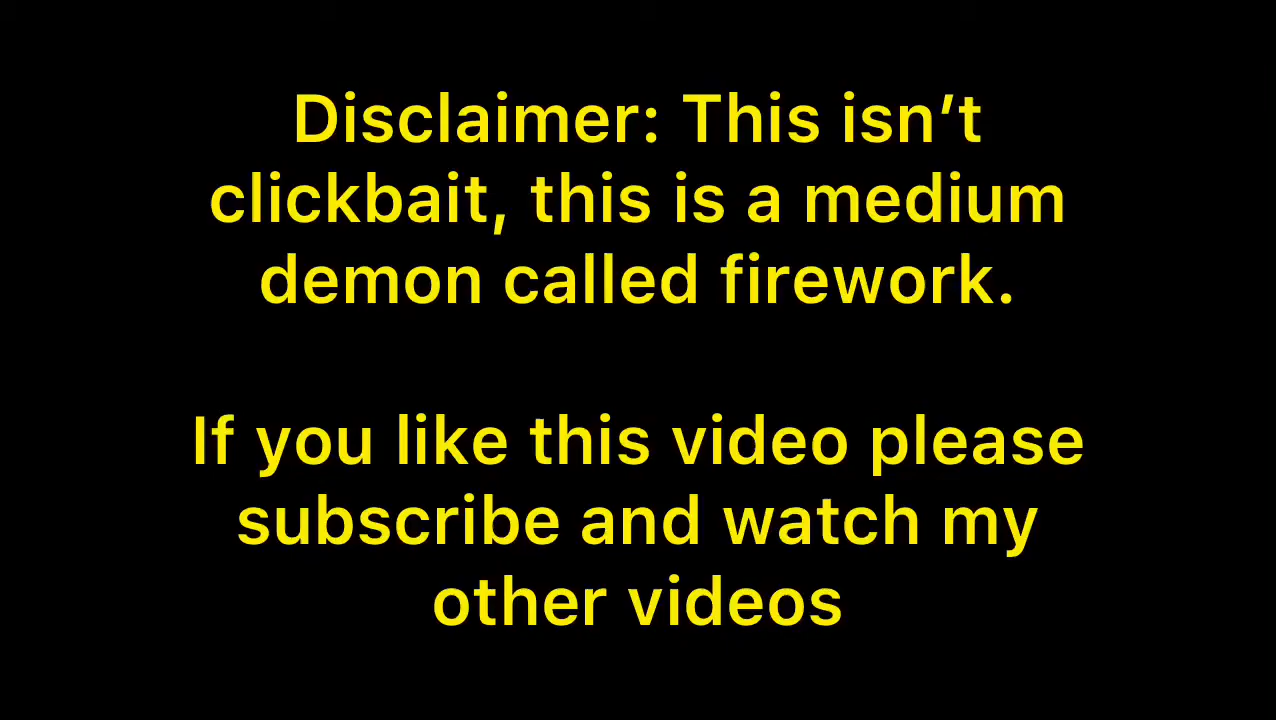 Disclaimer: This isn’t
clickbait, this is a medium
demon called firework.
If you like this video please
subscribe and watch my
other videos